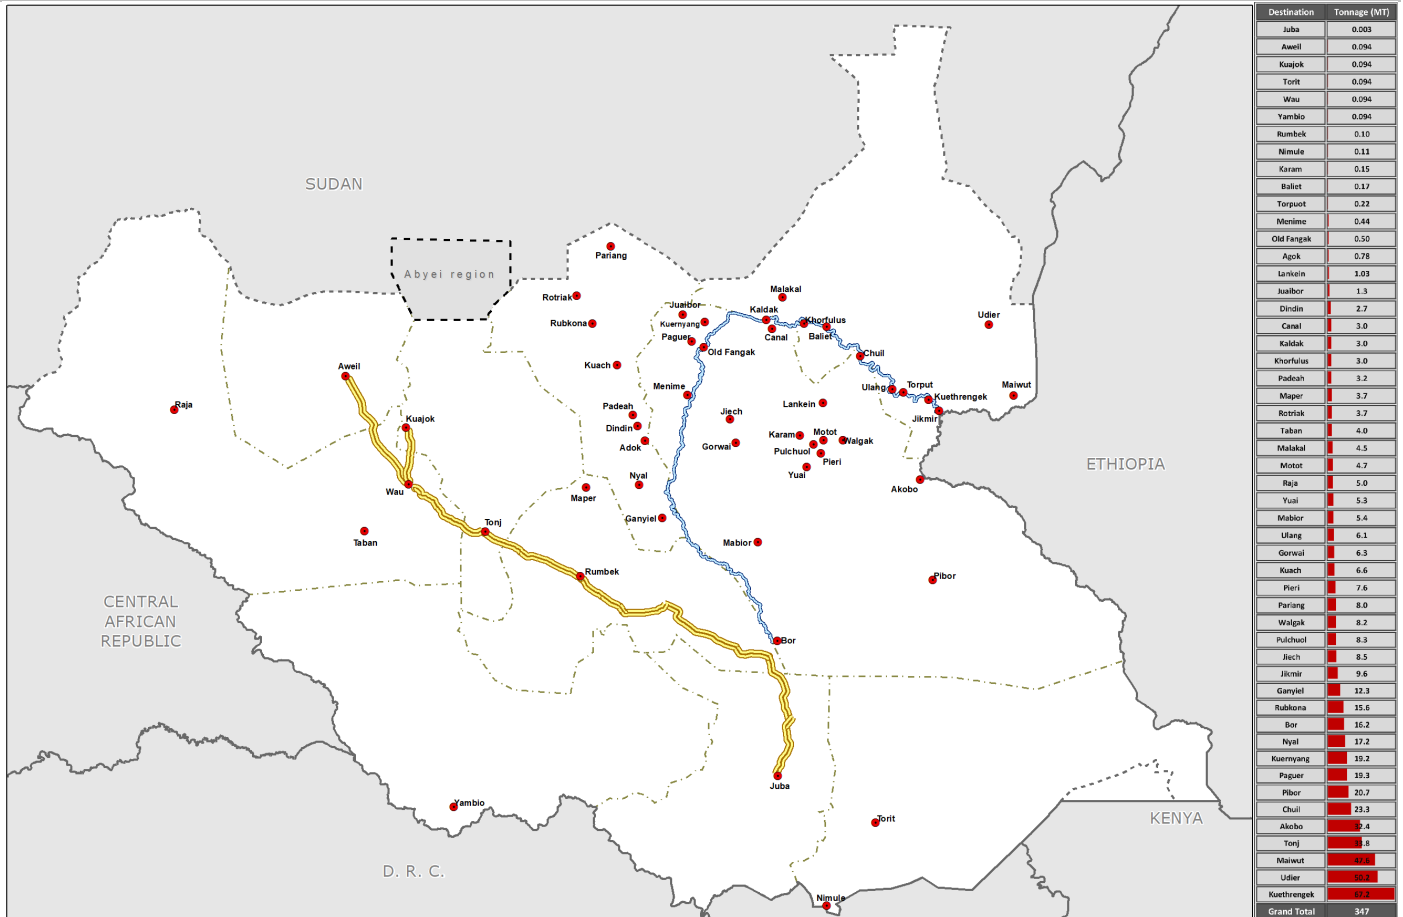 SUDAN
Abyei region
Pariang
Rotriak
Rubkona
Kuach
Juaibor
Kuernyang
Paguer
Old Fangak
Malakal
Kaldak
Canal
Khorfulus
Baliet
Chuil
Udier
Ulang
Torput
Kuethrengek
Jikmir
Maiwut
Menime
Aweil
Raja
Kuajok
Padeah
Dindin
Adok
Jiech
Gorwai
Lankein
Karam
Motot
Walgak
Pulchuol
Pieri
Yuai
Akobo
ETHIOPIA
Wau
Maper
Nyal
Ganyiel
Taban
Tonj
Mabior
Rumbek
Pibor
CENTRAL
AFRICAN
REPUBLIC
Bor
Juba
Yambio
Torit
KENYA
D. R. C.
Nimule
Destination Tonnage (MT)
Juba 0.003
Aweil 0.094
Kuajok 0.094
Torit 0.094
Wau 0.094
Yambio 0.094
Rumbek 0.10
Nimule 0.11
Karam 0.15
Baliet 0.17
Torpuot 0.22
Menime 0.44
Old Fangak 0.50
Agok 0.78
Lankein 1.03
Juaibor 1.3
Dindin 2.7
Canal 3.0
Kaldak 3.0
Khorfulus 3.0
Padeah 3.2
Maper 3.7
Rotriak 3.7
Taban 4.0
Malakal 4.5
Motot 4.7
Raja 5.0
Yuai 5.3
Mabior 5.4
Ulang 6.1
Gorwai 6.3
Kuach 6.6
Pieri 7.6
Pariang 8.0
Walgak 8.2
Pulchuol 8.3
Jiech 8.5
Jikmir 9.6
Ganyiel 12.3
Rubkona 15.6
Bor 16.2
Nyal 17.2
Kuernyang 19.2
Paguer 19.3
Pibor 20.7
Chuil 23.3
Akobo 32.4
Tonj 33.8
Maiwut 47.6
Udier 50.2
Kuethrengek 67.2
Grand Total 347